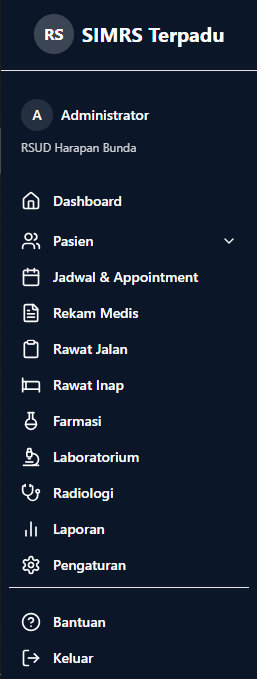 RS SIMRS Terpadu
A Administrator
RSUD Harapan Bunda
Dashboard
Pasien
Jadwal & Appointment
Rekam Medis
Rawat Jalan
Rawat Inap
Farmasi
Laboratorium
Radiologi
Laporan
Pengaturan
Bantuan
Keluar